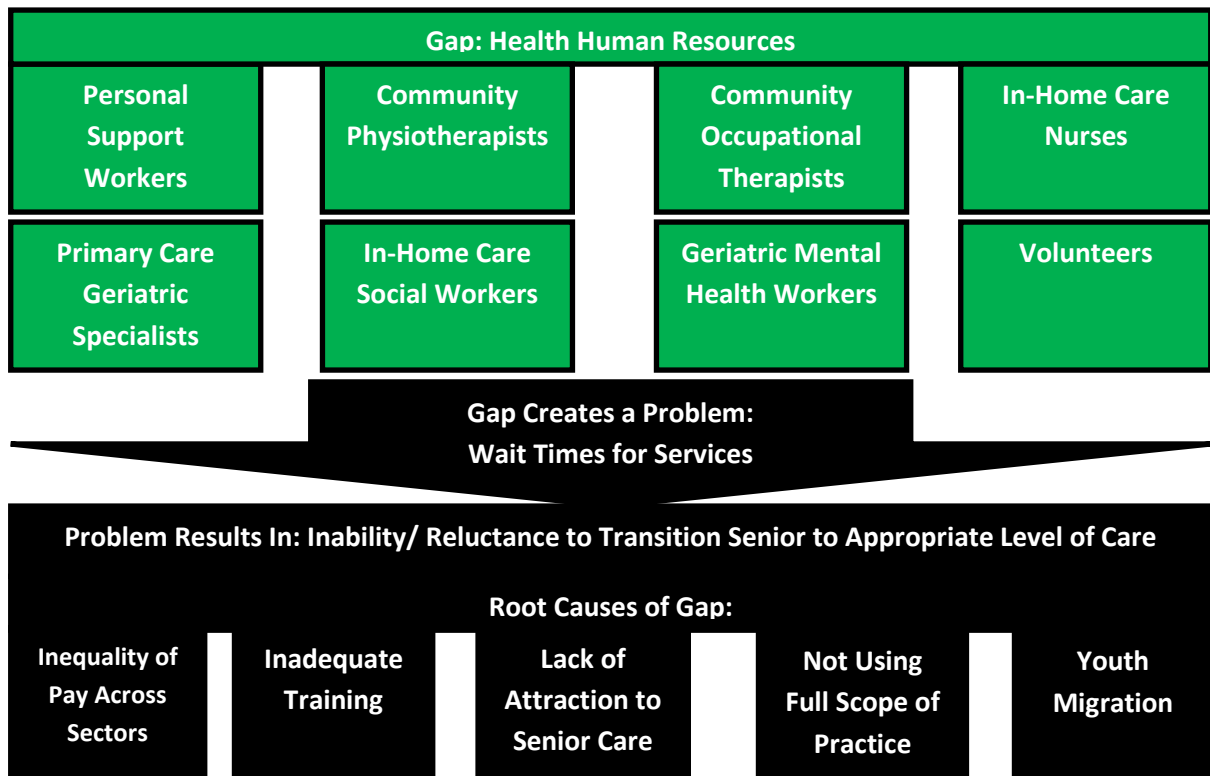 Gap: Health Human Resources
Personal
Support
Workers
Community
Physiotherapists
Community
Occupational
Therapists
In-Home Care
Nurses
Primary Care
Geriatric
Specialists
In-Home Care
Social Workers
Geriatric Mental
Health Workers
Volunteers
Gap Creates a Problem:
Wait Times for Services
Problem Results In: Inability/ Reluctance to Transition Senior to Appropriate Level of Care
Root Causes of Gap:
Inequality of
Pay Across
Sectors
Inadequate
Training
Lack of
Attraction to
Senior Care
Not Using
Full Scope of
Practice
Youth
Migration